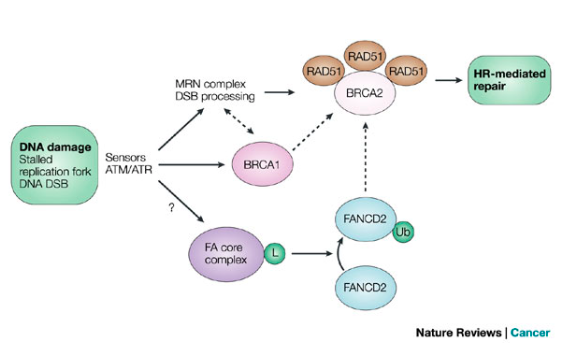 DNA damage
Stalled
replication fork
DNA DSB
Sensors
ATM/ATR
?
MRN complex
DSB processing
BRCA1
FA core
complex
L
RAD51
RAD51
RAD51
BRCA2
FANCD2
Ub
FANCD2
HR-mediated
repair
Nature Reviews | Cancer